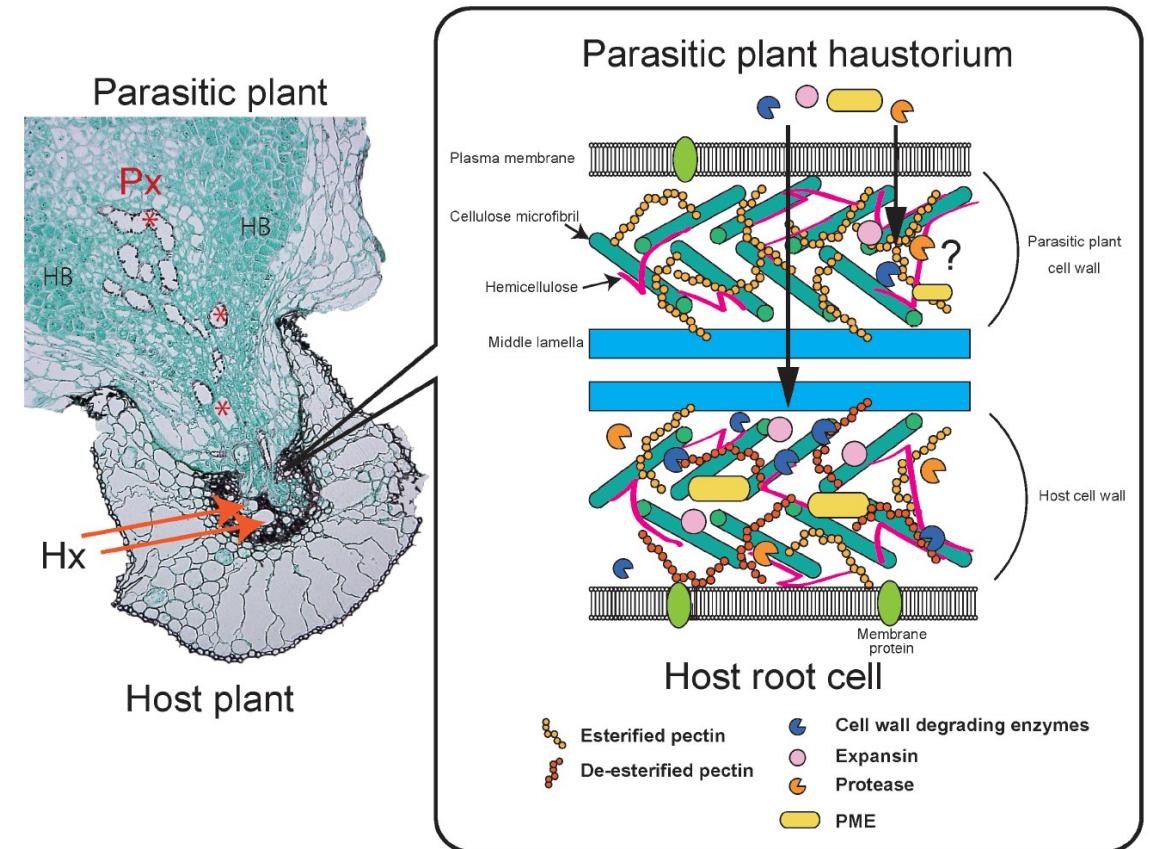 Parasitic plant
Px
*
HB
HB
*
*
Hx
Host plant
Parasitic plant haustorium
Plasma membrane
Cellulose microfibril
Hemicellulose
?
Parasitic plant
cell wall
Middle lamella
Host cell wall
Membrane
protein
Host root cell
Esterified pectin
De-esterified pectin
Cell wall degrading enzymes
Expansin
Protease
PME